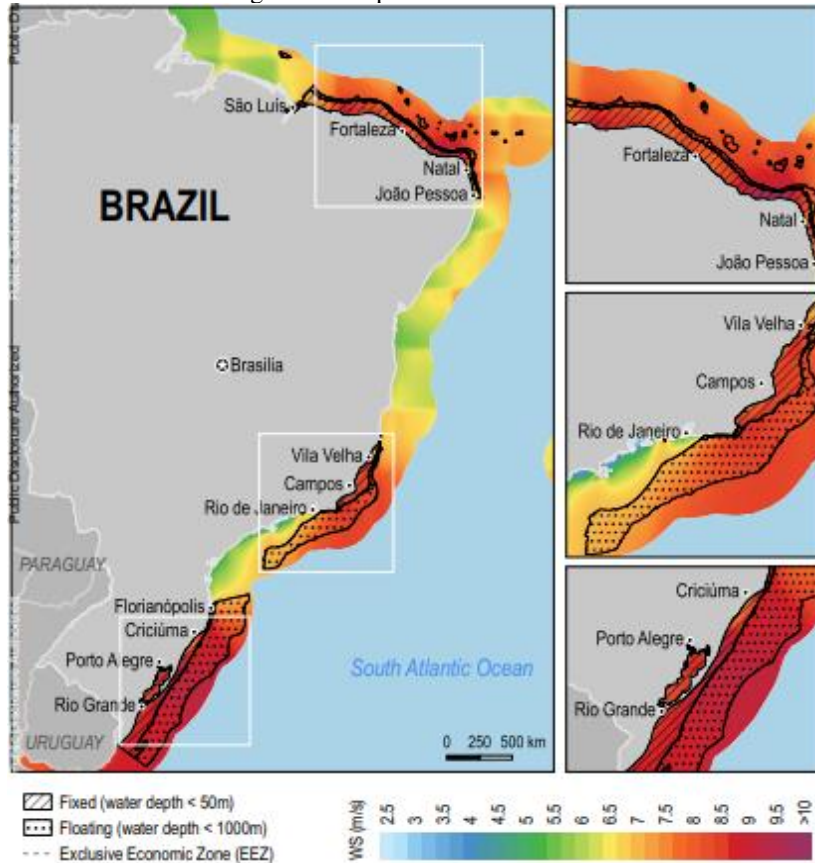 São Luís
Fortaleza
Natal
João Pessoa
BRAZIL
Brasilia
Vila Velha
Campos
Rio de Janeiro
PARAGUAY
Florianópolis
Criciúma
Porto Alegre
Rio Grande
URUGUAY
South Atlantic Ocean
0 250 500 km
Fortaleza
Natal
João Pessoa
Vila Velha
Campos
Rio de Janeiro
Criciúma
Porto Alegre
Rio Grande
Public Disclosure Authorized
Fixed (water depth < 50m)
Floating (water depth < 1000m)
Exclusive Economic Zone (EEZ)
WS (m/s)
2.5 3 3.5 4 4.5 5 5.5 6 6.5 7 7.5 8 8.5 9 9.5 >10